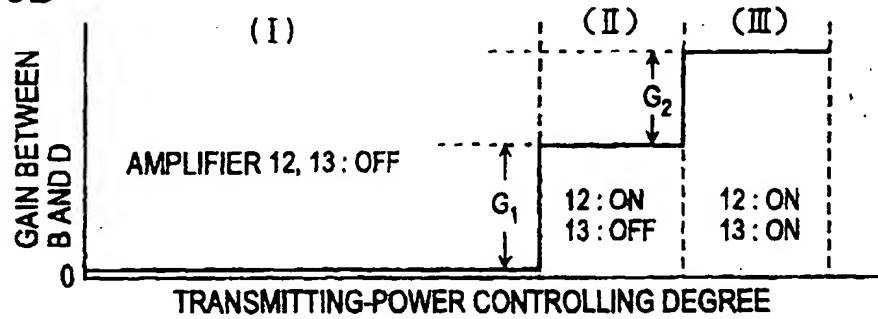 (I)
(II)
(III)
GAIN BETWEEN
B AND D
AMPLIFIER 12, 13 : OFF
G1
G2
12 : ON
13 : OFF
12 : ON
13 : ON
0
TRANSMITTING-POWER CONTROLLING DEGREE